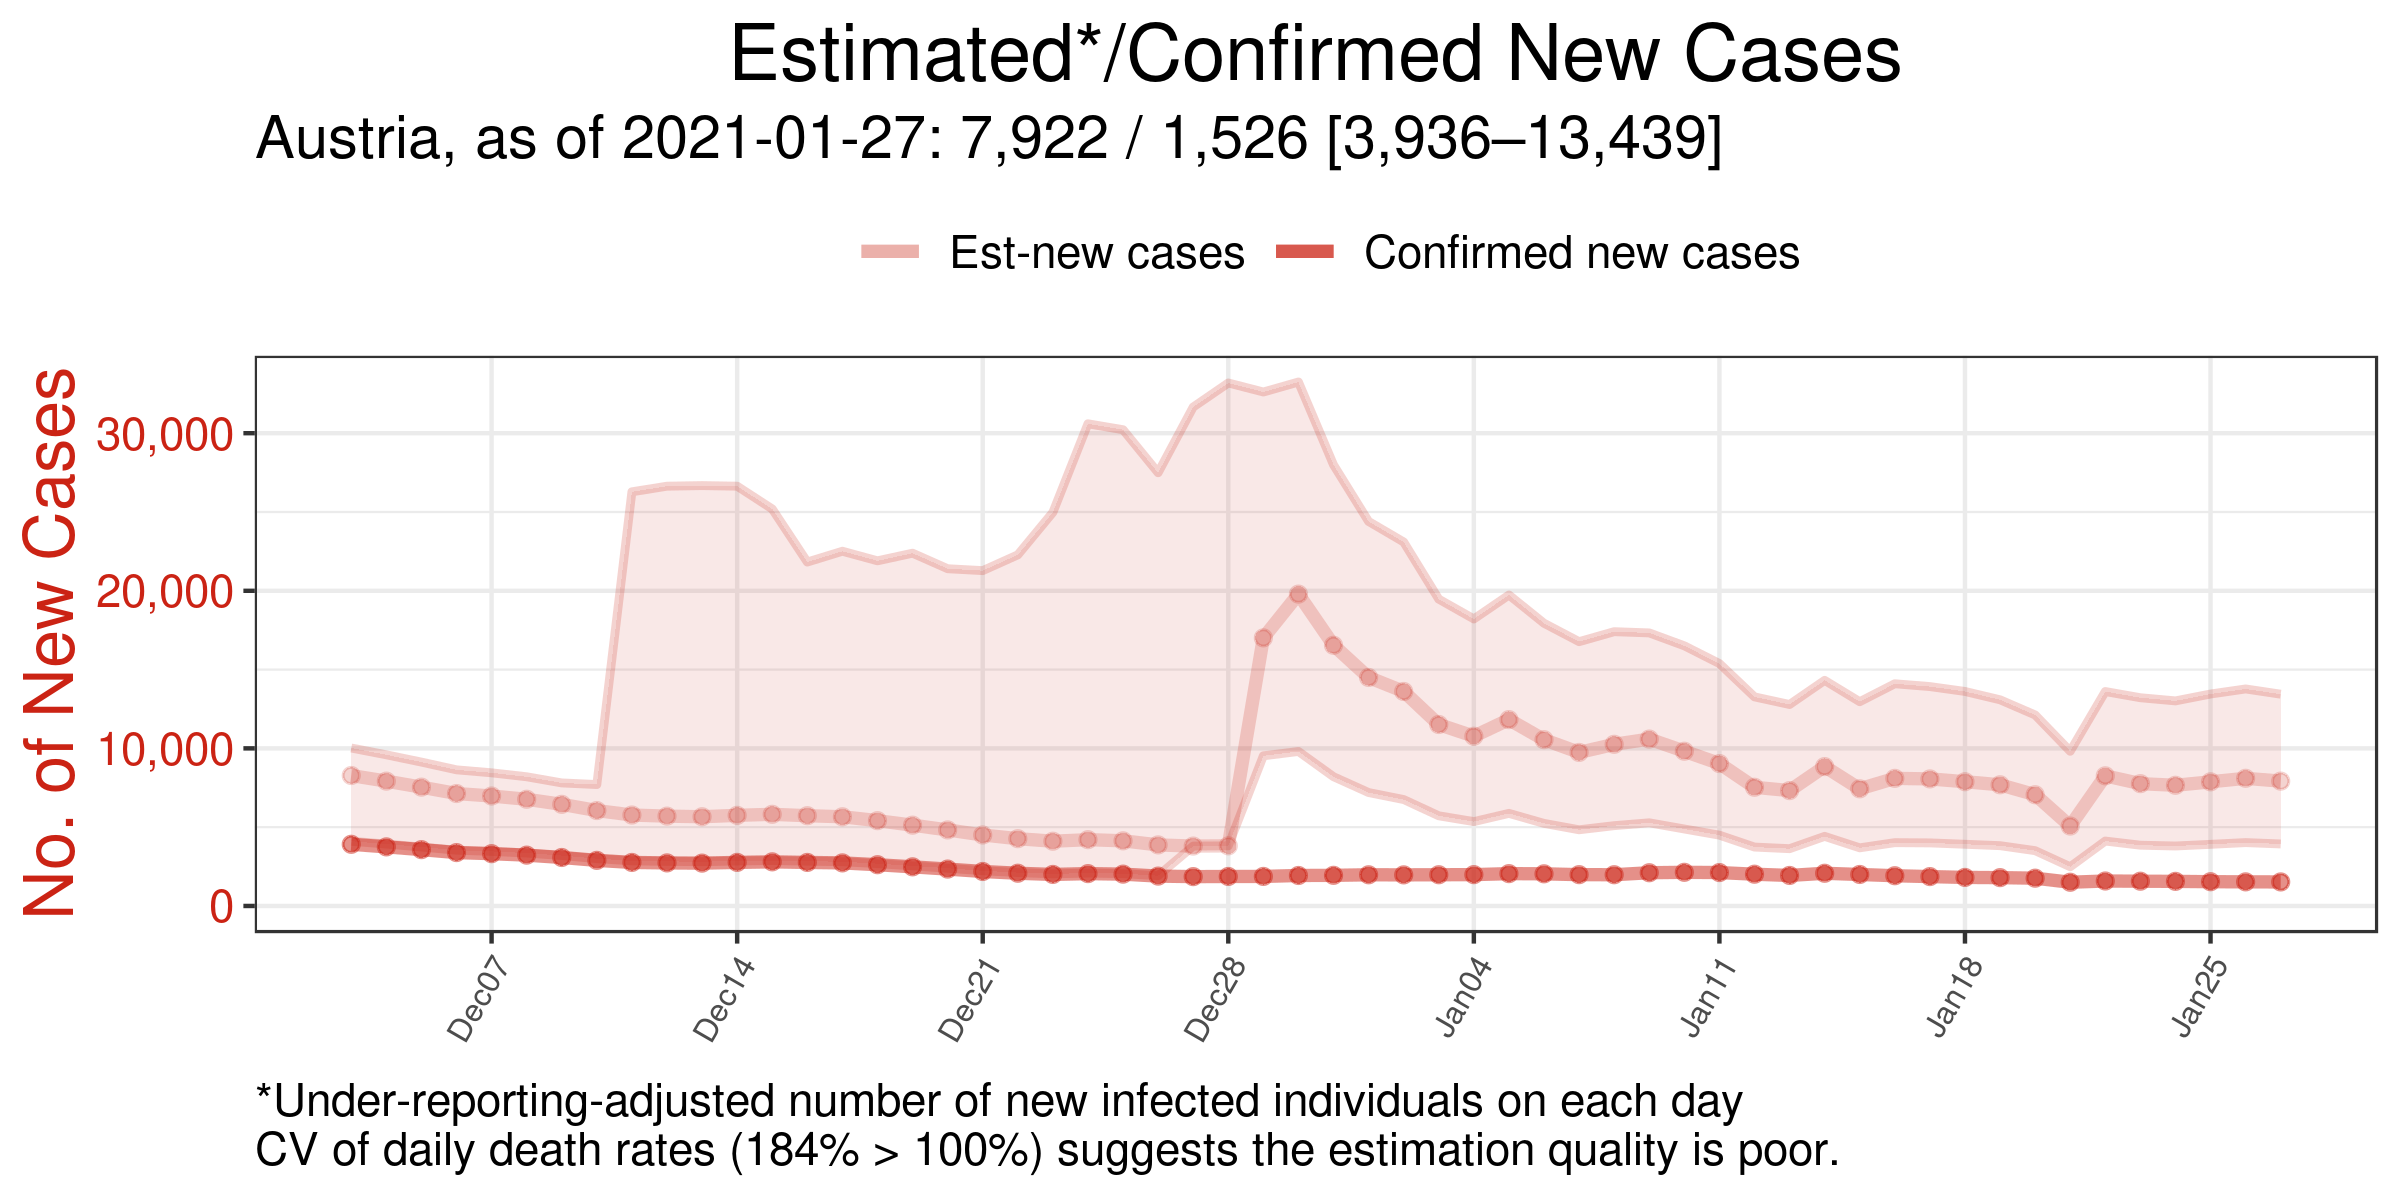 Estimated*/Confirmed New Cases
Austria, as of 2021-01-27: 7,922 / 1,526 [3,936–13,439]
Est-new cases
Confirmed new cases
No. of New Cases
30,000
20,000
10,000
0
Dec07
Dec14
Dec21
Dec28
Jan04
Jan11
Jan18
Jan25
*Under-reporting-adjusted number of new infected individuals on each day
CV of daily death rates (184% > 100%) suggests the estimation quality is poor.